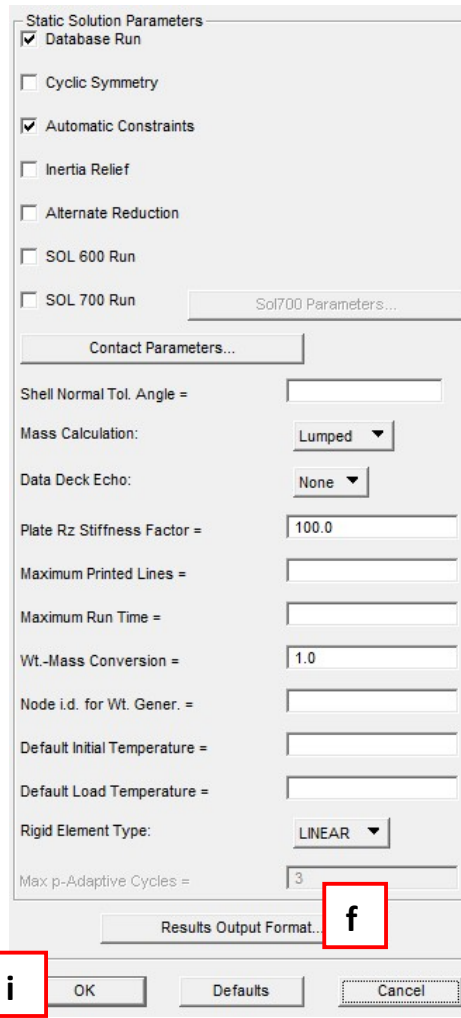 Static Solution Parameters
Database Run
Cyclic Symmetry
Automatic Constraints
Inertia Relief
Alternate Reduction
SOL 600 Run
SOL 700 Run Sol700 Parameters...
Contact Parameters...
Shell Normal Tol. Angle =
Mass Calculation: Lumped
Data Deck Echo: None
Plate Rz Stiffness Factor = 100.0
Maximum Printed Lines =
Maximum Run Time =
Wt.-Mass Conversion = 1.0
Node i.d. for Wt. Gener. =
Default Initial Temperature =
Default Load Temperature =
Rigid Element Type: LINEAR
Max p-Adaptive Cycles = 3
Results Output Format... f
i OK Defaults Cancel